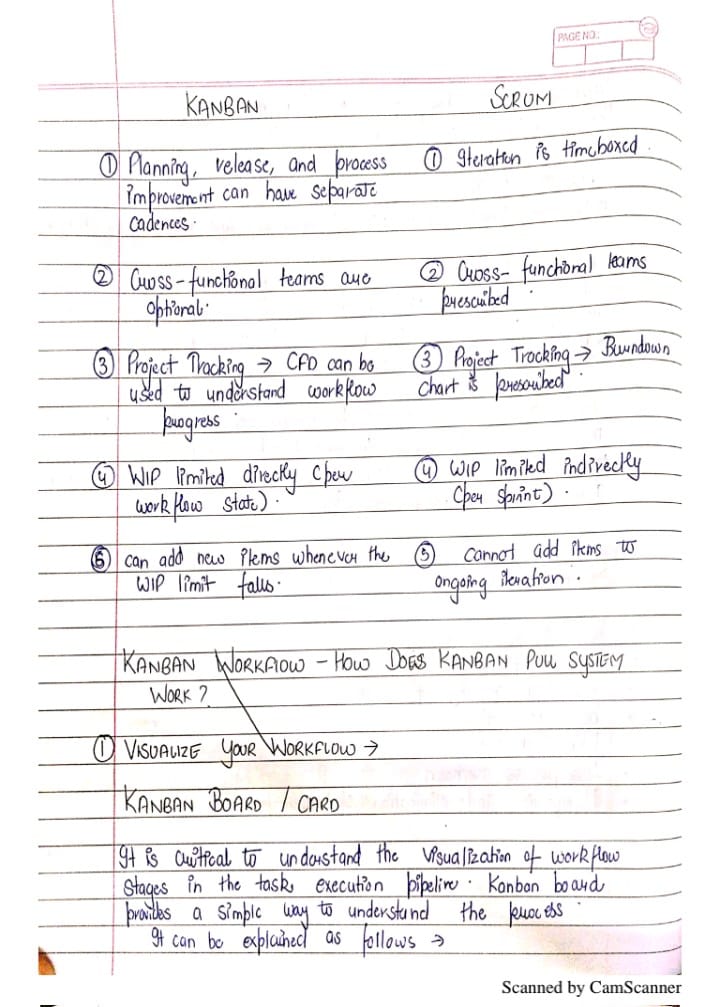 PAGE NO.:
KANBAN
SCRUM
① Planning, release, and process
improvement can have separate
cadences.
① Iteration is timeboxed.
② Cross-functional teams are
optional.
② Cross-functional teams
prescribed
③ Project Tracking → CFD can be
used to understand workflow
progress
③ Project Tracking → Burndown
chart is prescribed
④ WIP limited directly (per
workflow state).
④ WIP limited indirectly
(per sprint).
⑤ can add new items whenever the
WIP limit falls.
⑤ cannot add items to
ongoing iteration.
KANBAN WORKFLOW – HOW DOES KANBAN PULL SYSTEM
WORK?
① VISUALIZE YOUR WORKFLOW →
KANBAN BOARD / CARD
It is critical to understand the visualization of workflow
stages in the task execution pipeline. Kanban board
provides a simple way to understand the process.
It can be explained as follows →
Scanned by CamScanner